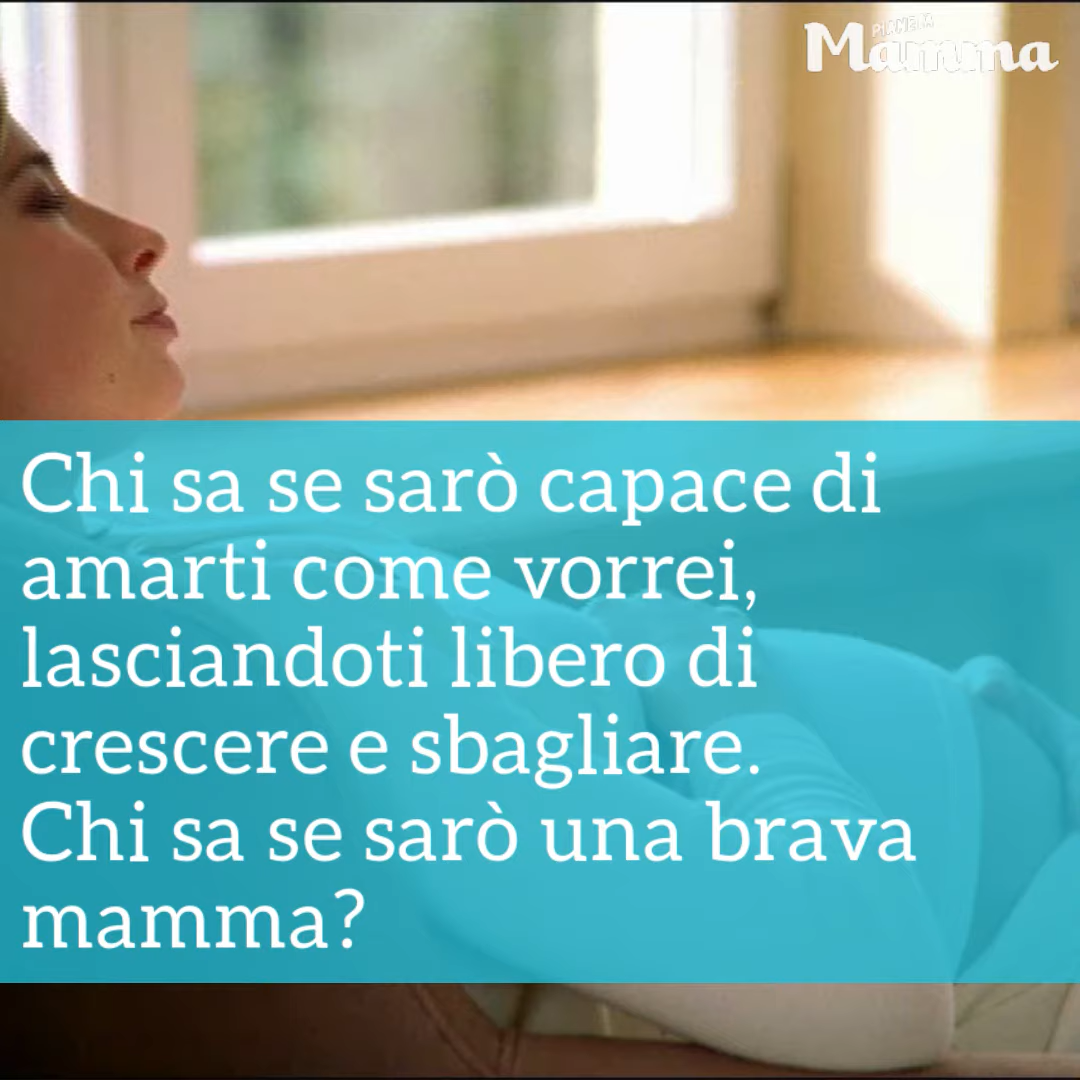 PIANETA
Mamma
Chi sa se sarò capace di
amarti come vorrei,
lasciandoti libero di
crescere e sbagliare.
Chi sa se sarò una brava
mamma?